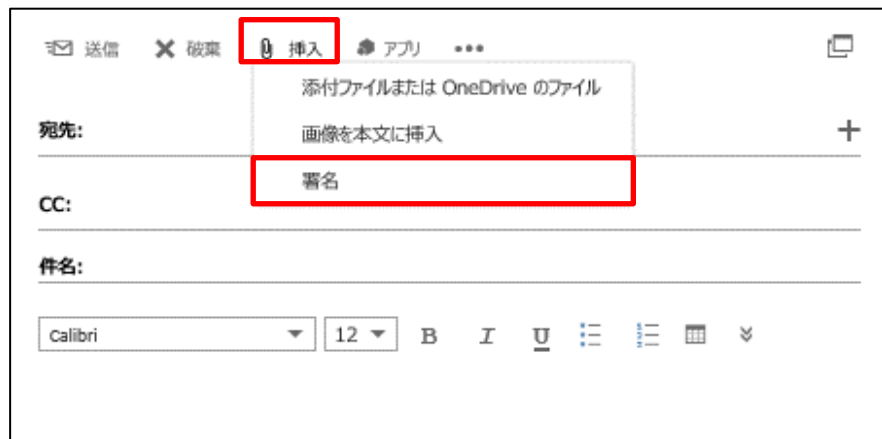 送信 破棄 挿入 アプリ •••
添付ファイルまたは OneDrive のファイル
宛先:
画像を本文に挿入
署名
CC:
件名:
Calibri 12 B I U